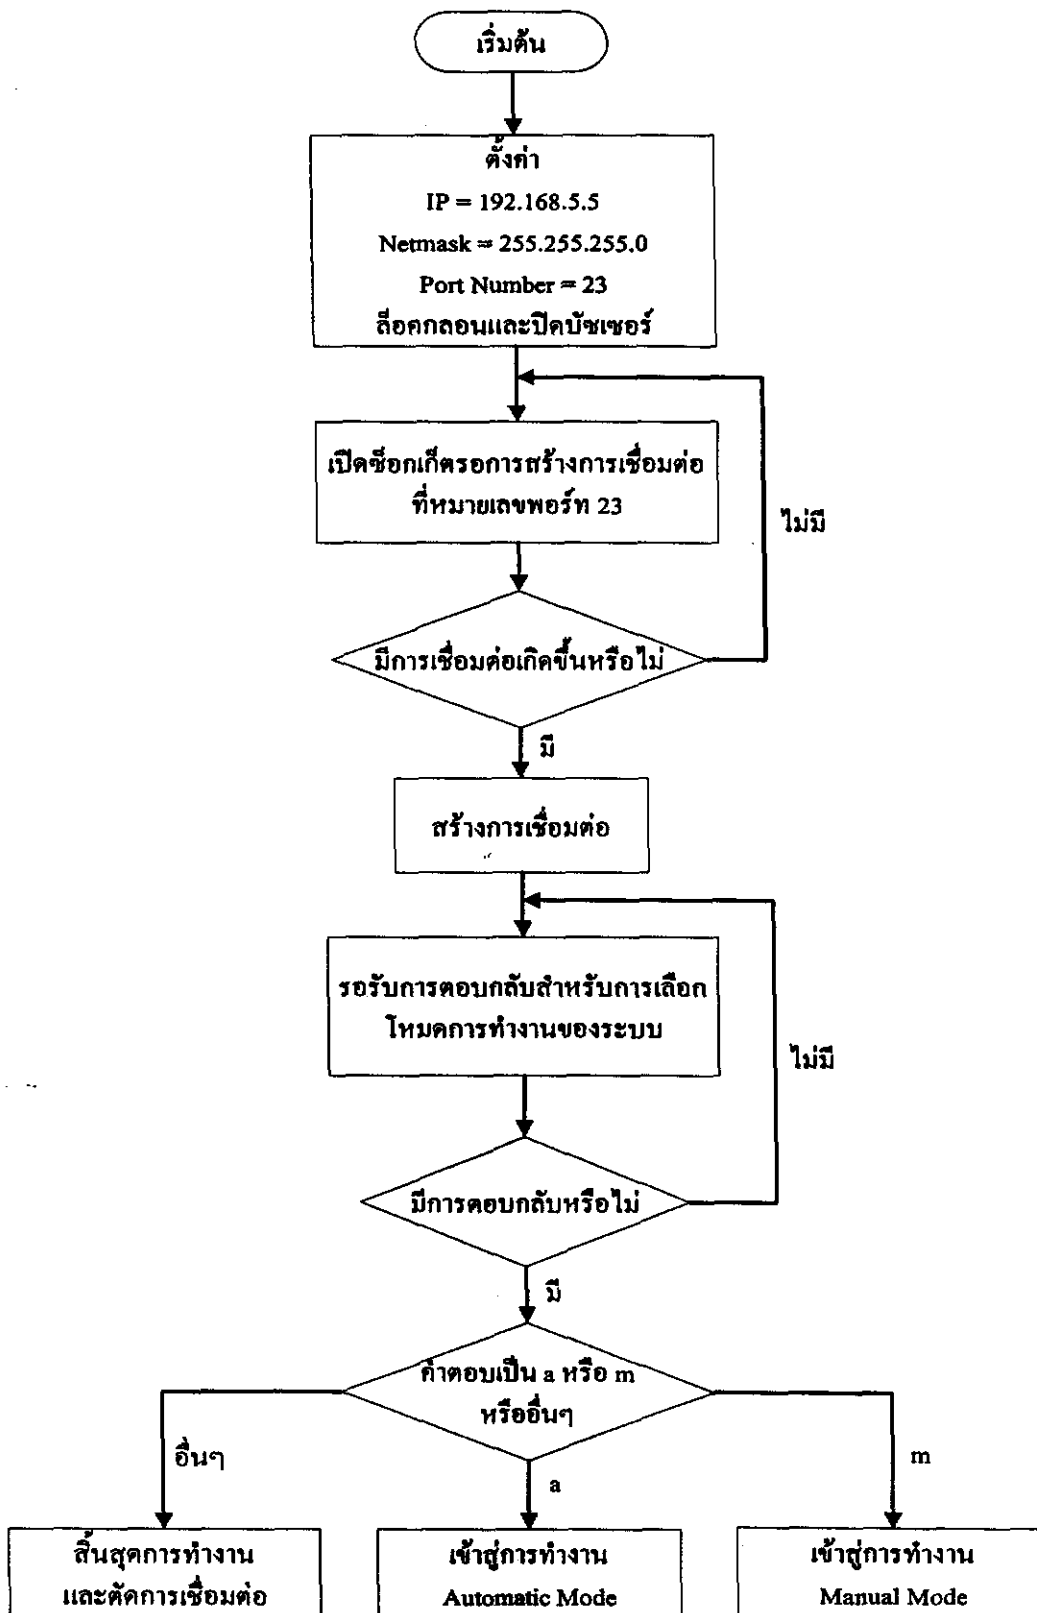 เริ่มต้น
ตั้งค่า
IP = 192.168.5.5
Netmask = 255.255.255.0
Port Number = 23
ล็อคกลอนและปิดบัซเซอร์
เปิดซ็อกเก็ตรอการสร้างการเชื่อมต่อ
ที่หมายเลขพอร์ท 23
ไม่มี
มีการเชื่อมต่อเกิดขึ้นหรือไม่
มี
สร้างการเชื่อมต่อ
รอรับการตอบกลับสำหรับการเลือก
โหมดการทำงานของระบบ
ไม่มี
มีการตอบกลับหรือไม่
มี
คำตอบเป็น a หรือ m
หรืออื่นๆ
อื่นๆ
a
m
สิ้นสุดการทำงาน
และตัดการเชื่อมต่อ
เข้าสู่การทำงาน
Automatic Mode
เข้าสู่การทำงาน
Manual Mode